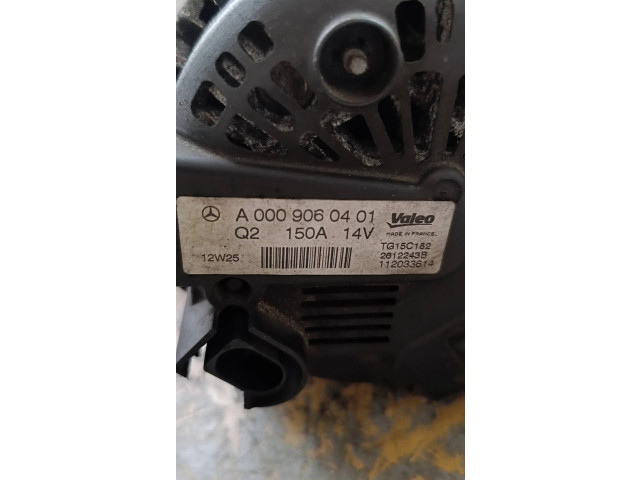 A 000 906 04 01
Valeo
MADE IN FRANCE
Q2 150A 14V
TG15C182
12W25
2612243B
112033614